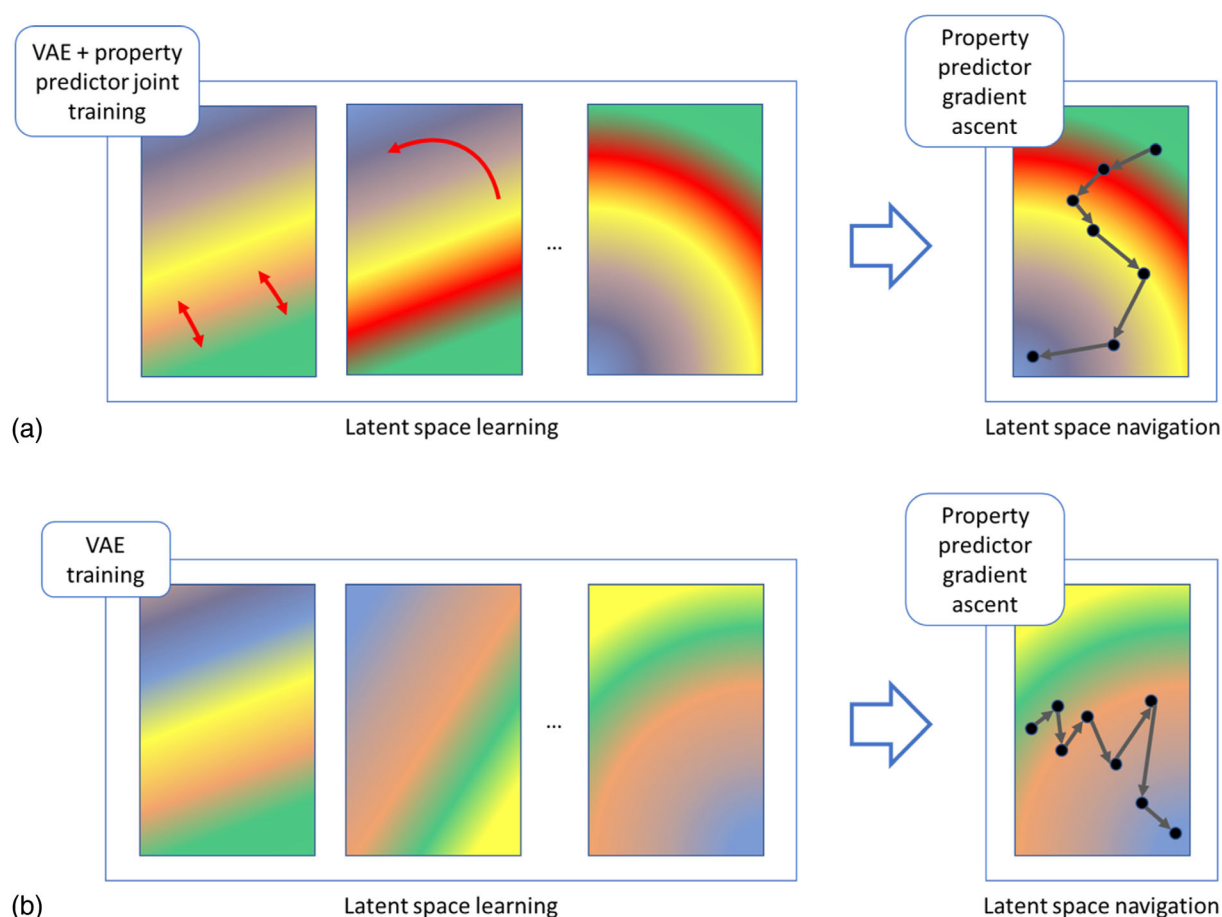 VAE + property
predictor joint
training
Property
predictor
gradient
ascent
...
(a)
Latent space learning
Latent space navigation
VAE
training
Property
predictor
gradient
ascent
...
(b)
Latent space learning
Latent space navigation